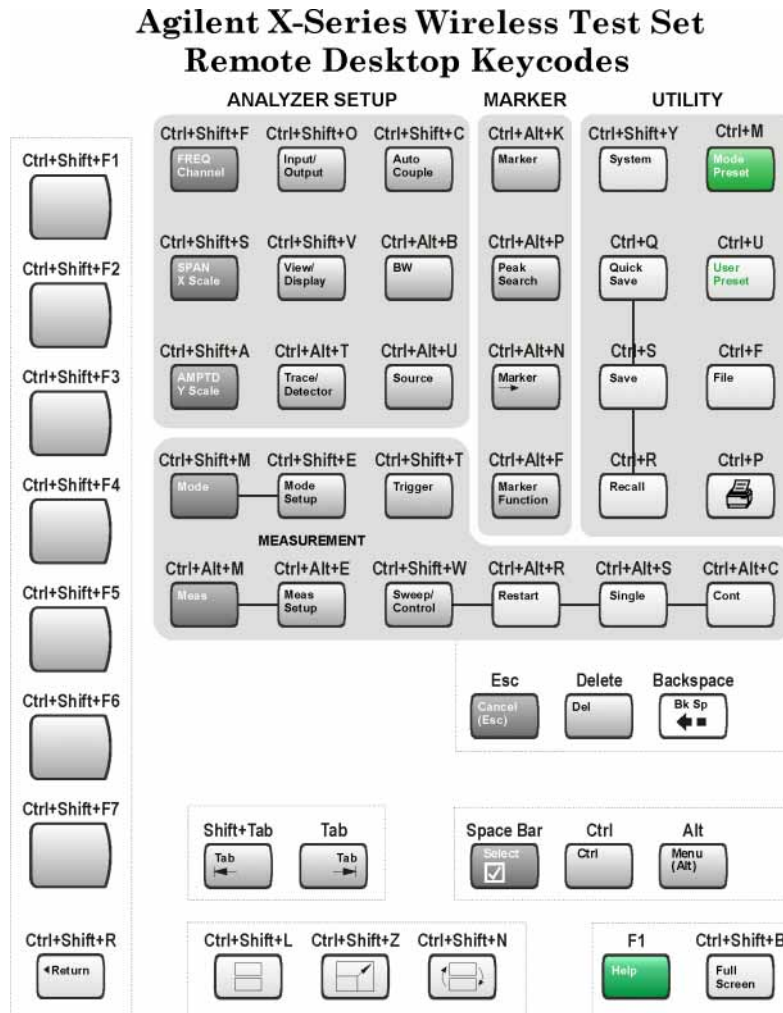 Agilent X-Series Wireless Test Set
Remote Desktop Keycodes
ANALYZER SETUP MARKER UTILITY
Ctrl+Shift+F1
Ctrl+Shift+F2
Ctrl+Shift+F3
Ctrl+Shift+F4
Ctrl+Shift+F5
Ctrl+Shift+F6
Ctrl+Shift+F7
Ctrl+Shift+R
Return
Ctrl+Shift+F Ctrl+Shift+O Ctrl+Shift+C Ctrl+Alt+K Ctrl+Shift+Y Ctrl+M
FREQ Input/ Auto Marker System Mode
Channel Output Couple Preset
Ctrl+Shift+S Ctrl+Shift+V Ctrl+Alt+B Ctrl+Alt+P Ctrl+Q Ctrl+U
SPAN View/ BW Peak Quick User
X Scale Display Search Save Preset
Ctrl+Shift+A Ctrl+Alt+T Ctrl+Alt+U Ctrl+Alt+N Ctrl+S Ctrl+F
AMPTD Trace/ Source Marker Save File
Y Scale Detector
Ctrl+Shift+M Ctrl+Shift+E Ctrl+Shift+T Ctrl+Alt+F Ctrl+R Ctrl+P
Mode Mode Trigger Marker Recall
Setup Function
MEASUREMENT
Ctrl+Alt+M Ctrl+Alt+E Ctrl+Shift+W Ctrl+Alt+R Ctrl+Alt+S Ctrl+Alt+C
Meas Meas Sweep/ Restart Single Cont
Setup Control
Esc Delete Backspace
Cancel Del Bk Sp
(Esc)
Shift+Tab Tab Space Bar Ctrl Alt
Tab Tab Select Ctrl Menu
(Alt)
Ctrl+Shift+L Ctrl+Shift+Z Ctrl+Shift+N F1 Ctrl+Shift+B
Help Full
Screen